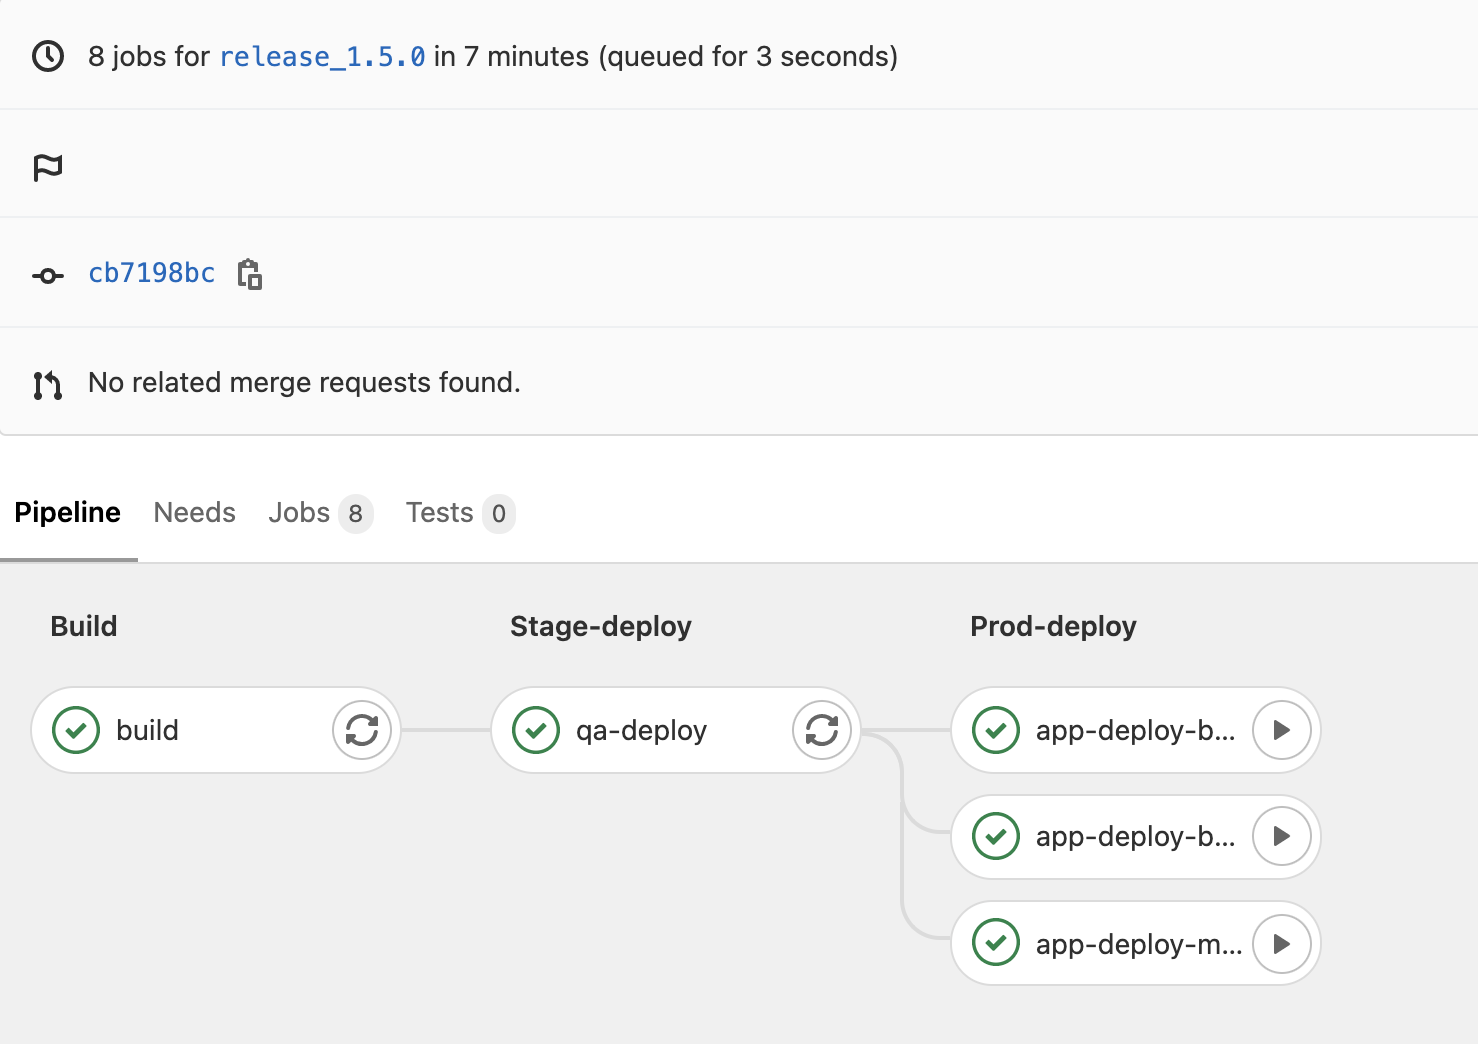 8 jobs for release_1.5.0 in 7 minutes (queued for 3 seconds)
cb7198bc
No related merge requests found.
Pipeline Needs Jobs 8 Tests 0
Build Stage-deploy Prod-deploy
build qa-deploy app-deploy-b...
app-deploy-b...
app-deploy-m...